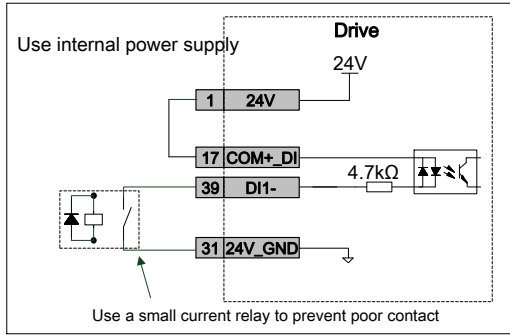 Drive
Use internal power supply
24V
1 24V
17 COM+_DI
4.7kΩ
39 DI1-
31 24V_GND
Use a small current relay to prevent poor contact